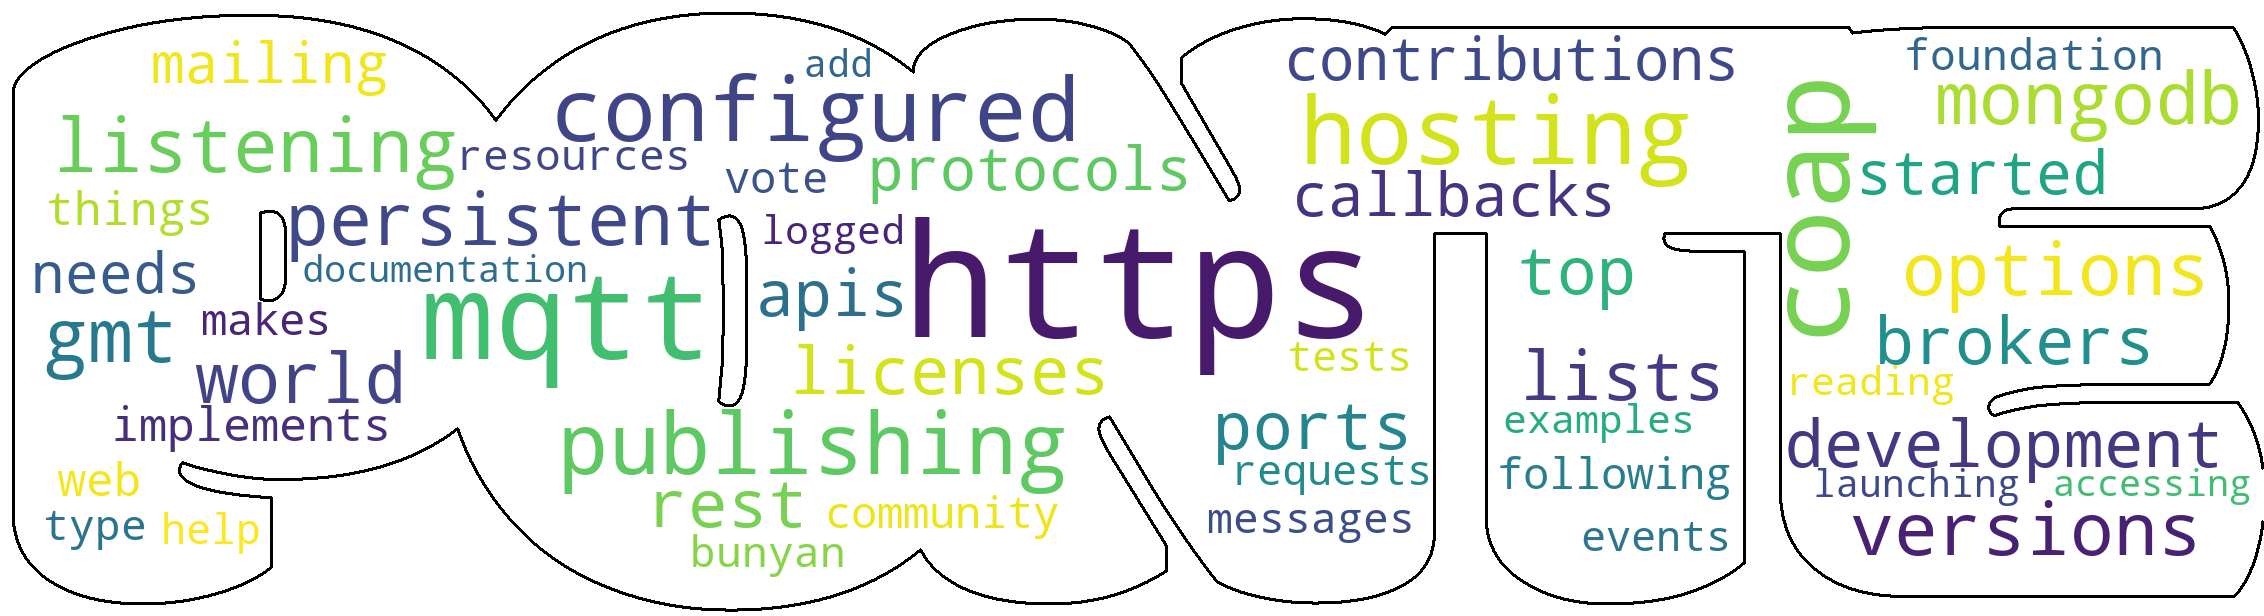 mailing
add
configured
contributions
foundation
mongodb
listening
resources
vote
protocols
hosting
callbacks
coap
started
things
persistent
logged
https
needs
documentation
mqtt
apis
top
options
gmt
makes
world
licenses
tests
lists
brokers
reading
implements
publishing
ports
requests
examples
following
development
launching
accessing
web
type
help
rest
community
bunyan
messages
events
versions